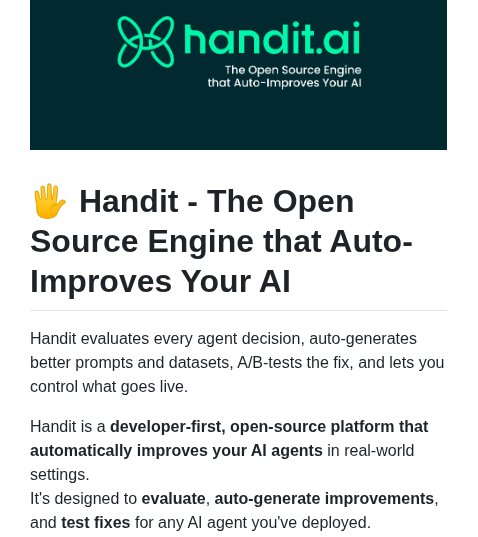 handit.ai
The Open Source Engine
that Auto-Improves Your AI
🖐 Handit - The Open
Source Engine that Auto-
Improves Your AI
Handit evaluates every agent decision, auto-generates
better prompts and datasets, A/B-tests the fix, and lets you
control what goes live.
Handit is a developer-first, open-source platform that
automatically improves your AI agents in real-world
settings.
It's designed to evaluate, auto-generate improvements,
and test fixes for any AI agent you've deployed.